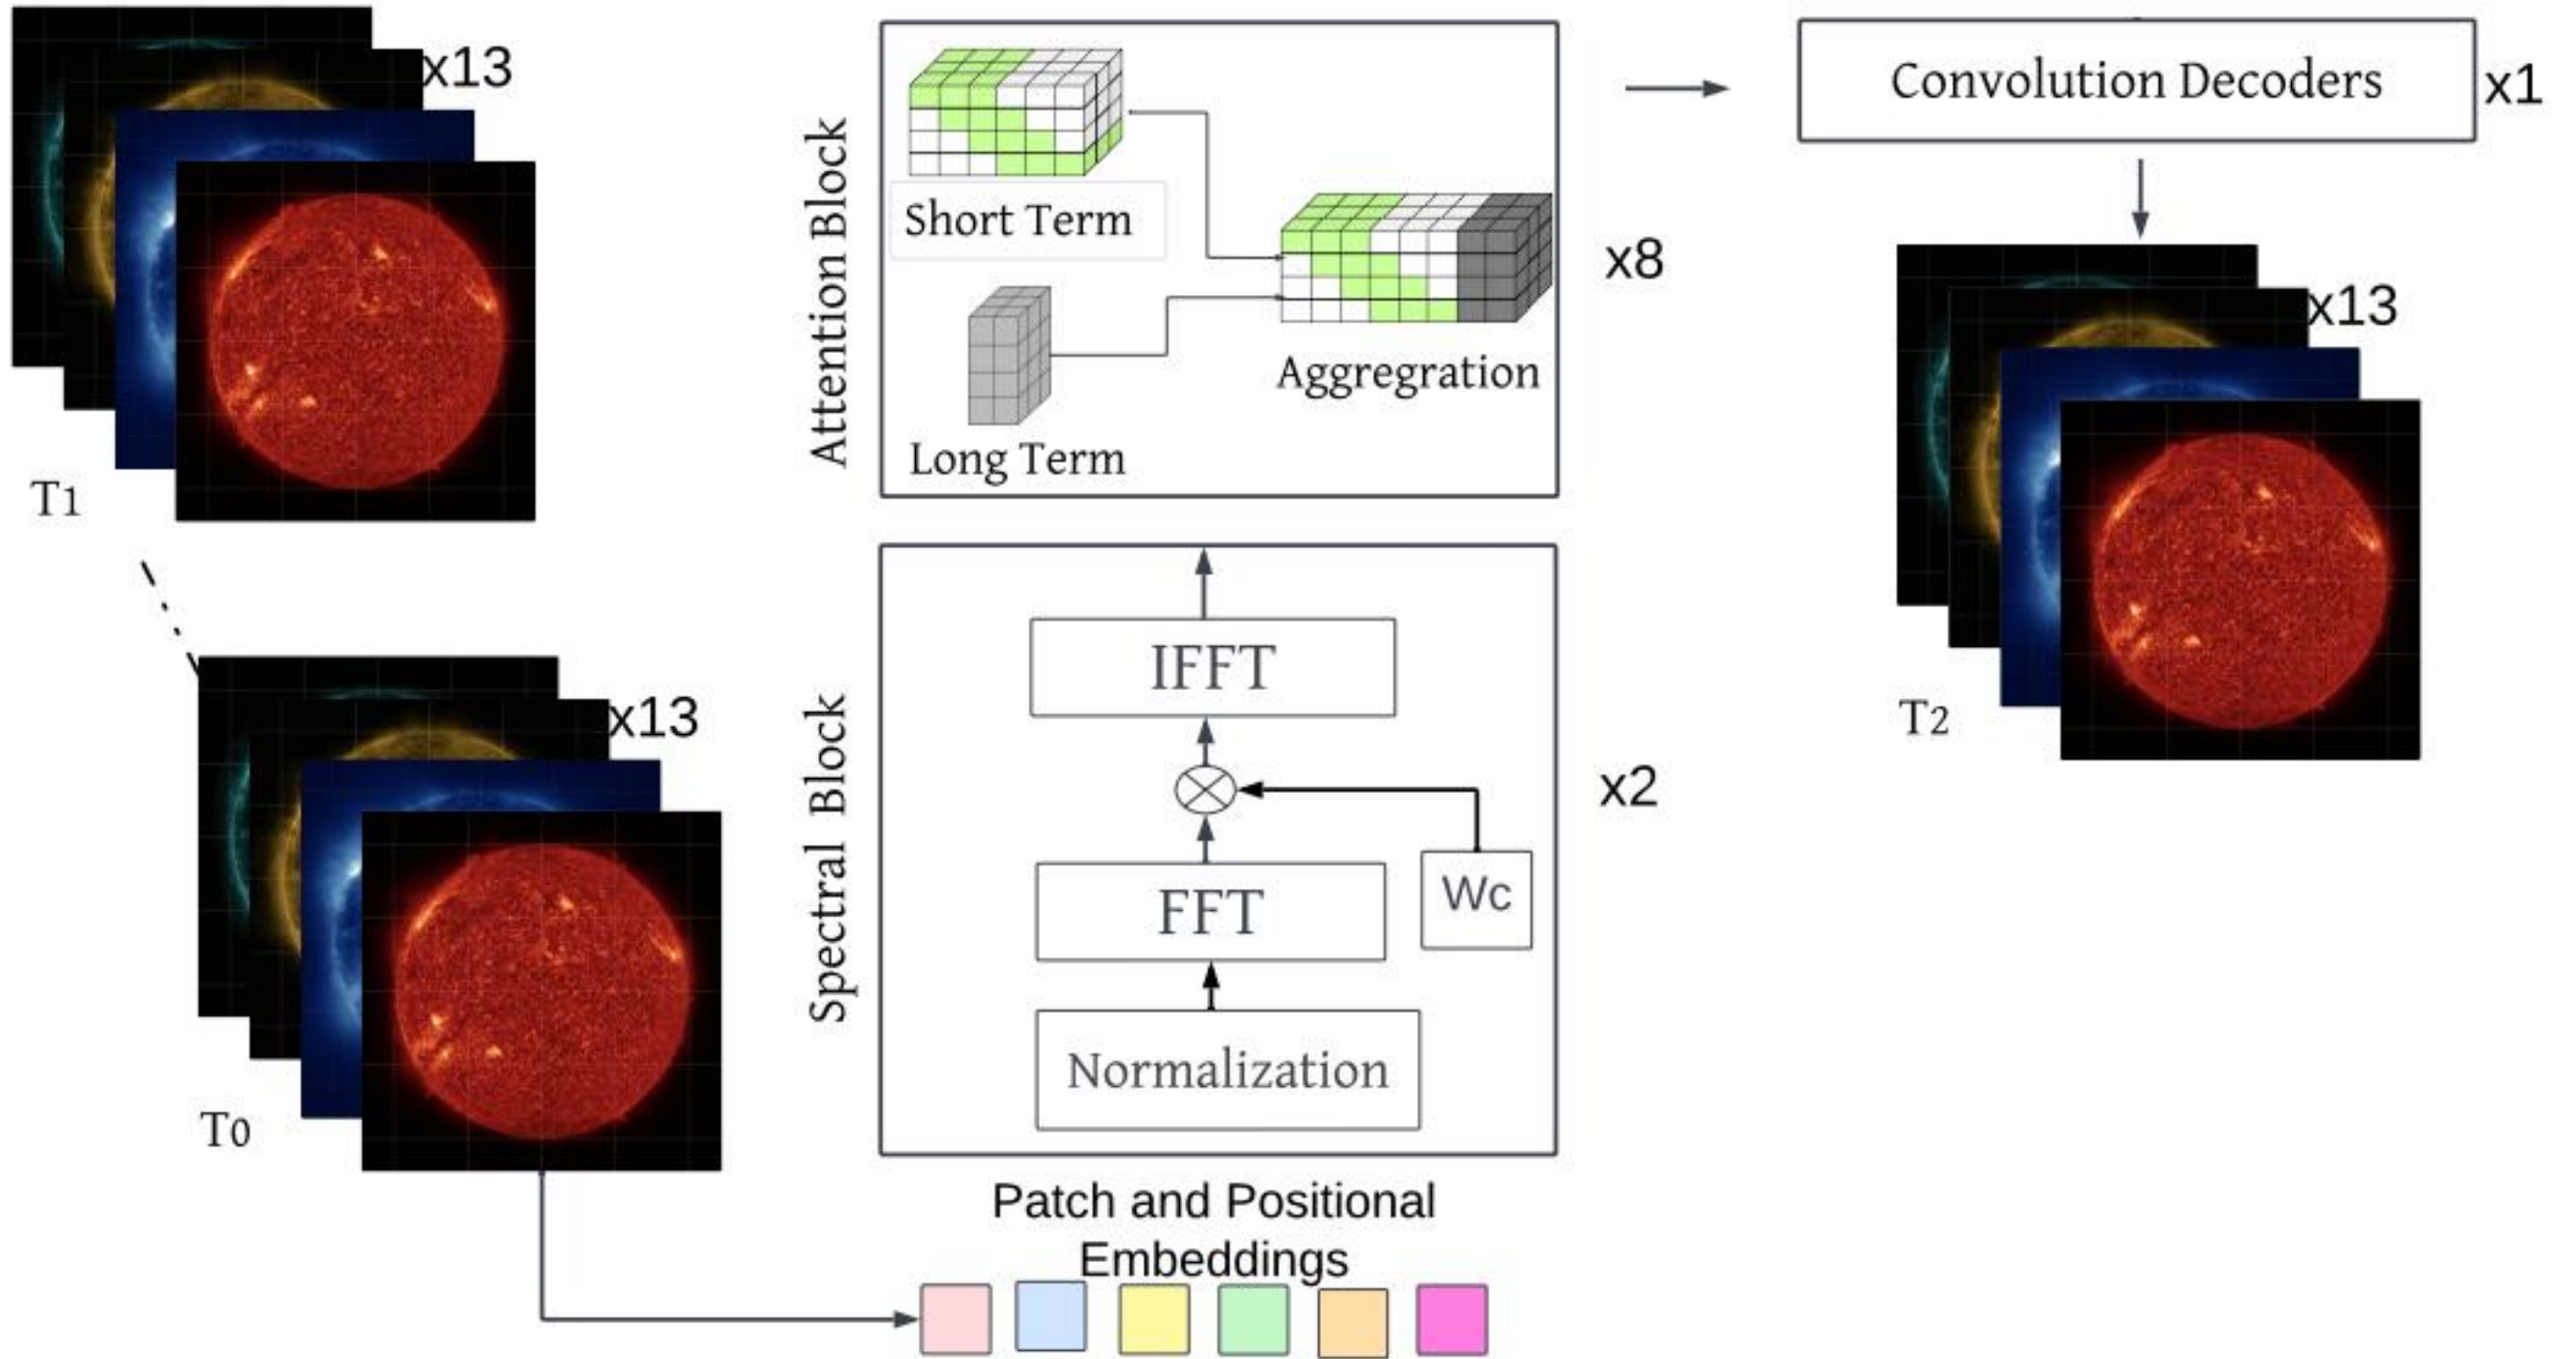 x13
T1
x13
T0
Attention Block
Short Term
Long Term
Aggregration
x8
Spectral Block
IFFT
FFT
Wc
Normalization
x2
Patch and Positional
Embeddings
Convolution Decoders
x1
x13
T2